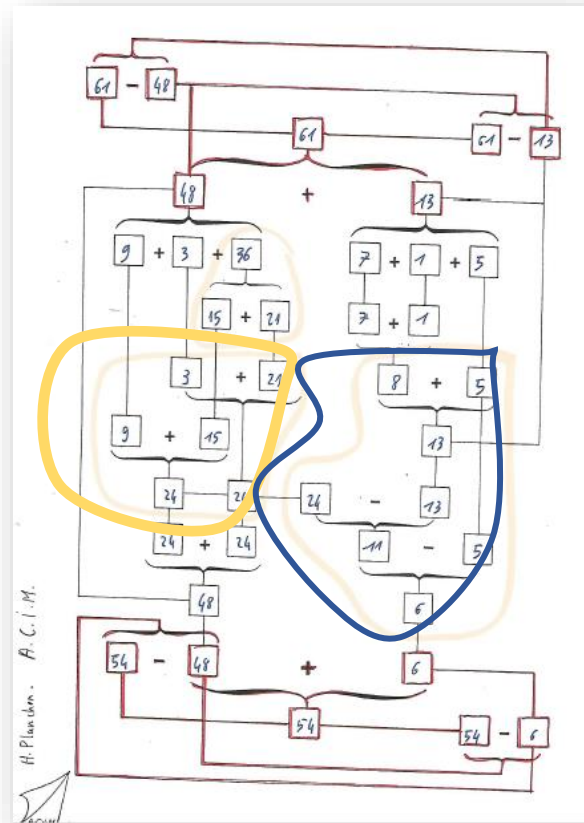 61 - 48
61
61 - 13
48 + 13
9 + 3 + 36
7 + 1 + 5
15 + 21
7 + 1
3 + 21
8 + 5
9 + 15
13
24
24 - 13
24 + 24
11 - 5
48
6
54 - 48 + 6
54
54 - 6
A.C.I.M.